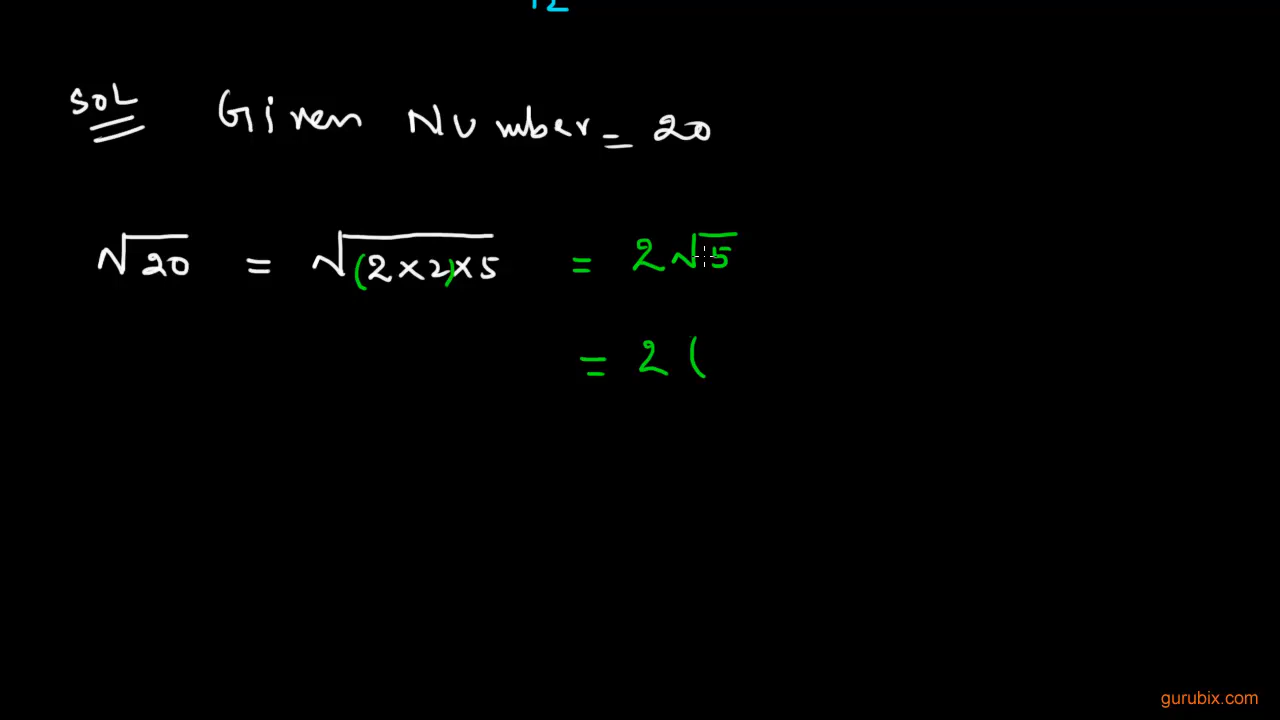 SOL Given Number = 20
√20 = √(2×2)×5 = 2√5
= 2 (
gurubix.com